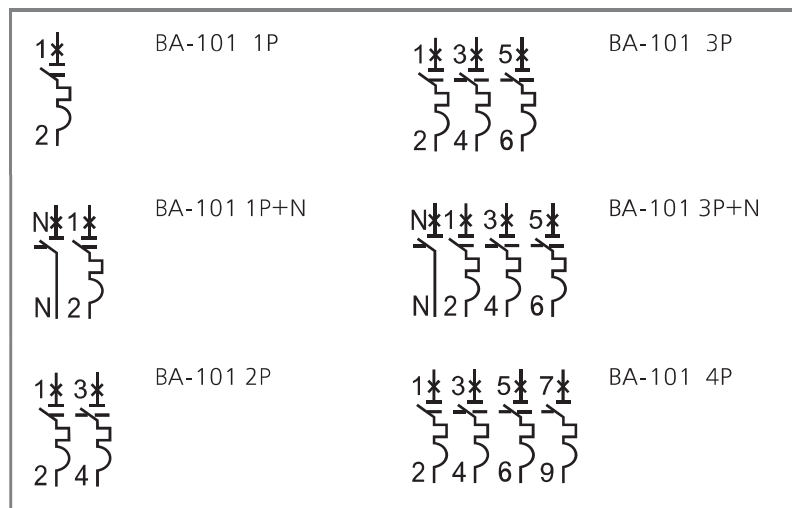 1 BA-101 1P
2
1 3 5 BA-101 3P
2 4 6
N 1 BA-101 1P+N
N 2
N 1 3 5 BA-101 3P+N
N 2 4 6
1 3 BA-101 2P
2 4
1 3 5 7 BA-101 4P
2 4 6 9